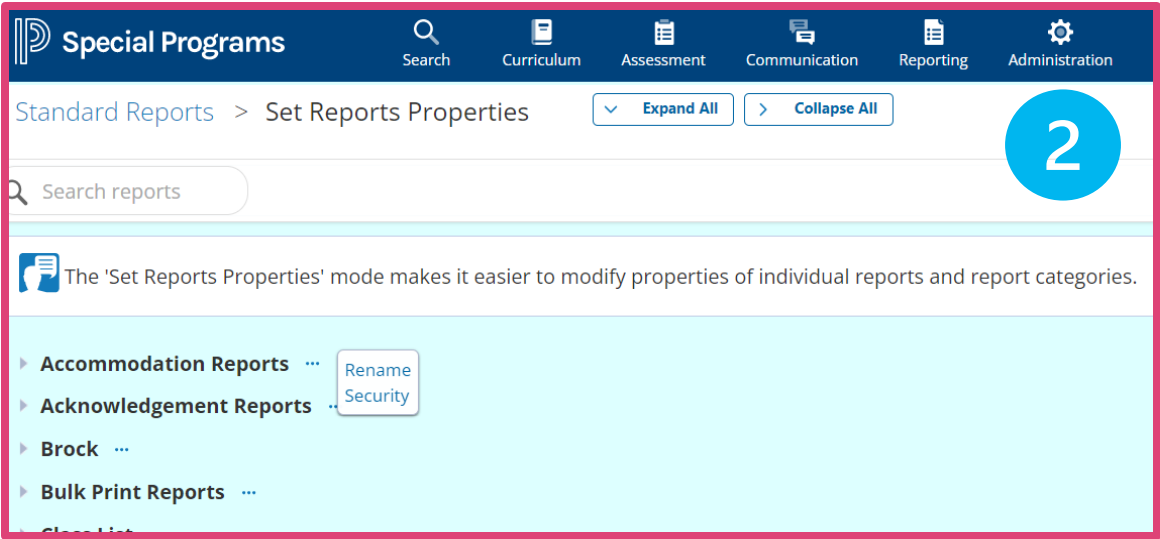 Special Programs
Search
Curriculum
Assessment
Communication
Reporting
Administration
Standard Reports > Set Reports Properties
Expand All
Collapse All
2
Search reports
The 'Set Reports Properties' mode makes it easier to modify properties of individual reports and report categories.
Accommodation Reports ...
Rename
Security
Acknowledgement Reports ...
Brock ...
Bulk Print Reports ...
Class List